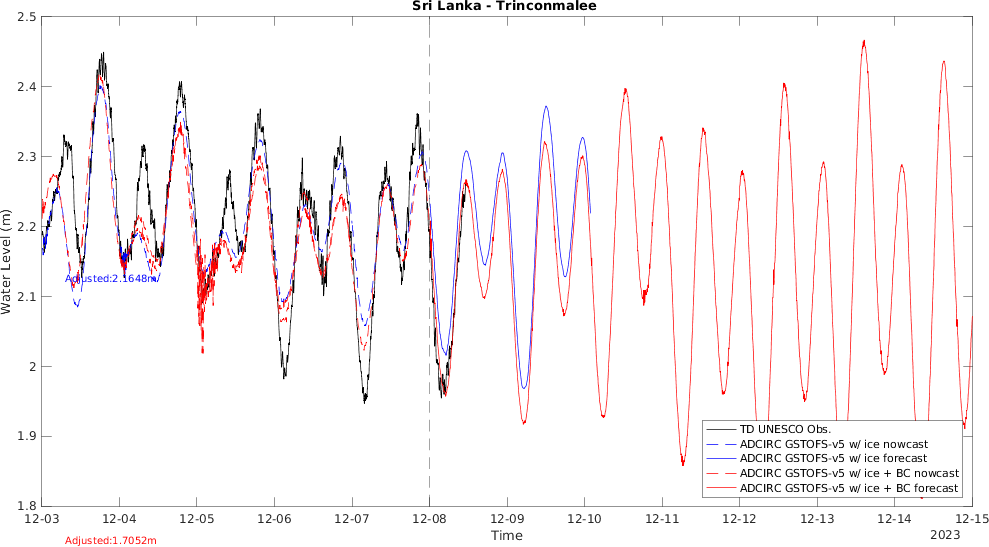 Sri Lanka - Trinconmalee
2.5
2.4
2.3
2.2
2.1
2
1.9
1.8
Water Level (m)
Adjusted:2.1648m
TD UNESCO Obs.
ADCIRC GSTOFS-v5 w/ ice nowcast
ADCIRC GSTOFS-v5 w/ ice forecast
ADCIRC GSTOFS-v5 w/ ice + BC nowcast
ADCIRC GSTOFS-v5 w/ ice + BC forecast
12-03 12-04 12-05 12-06 12-07 12-08 12-09 12-10 12-11 12-12 12-13 12-14 12-15
Time
2023
Adjusted:1.7052m